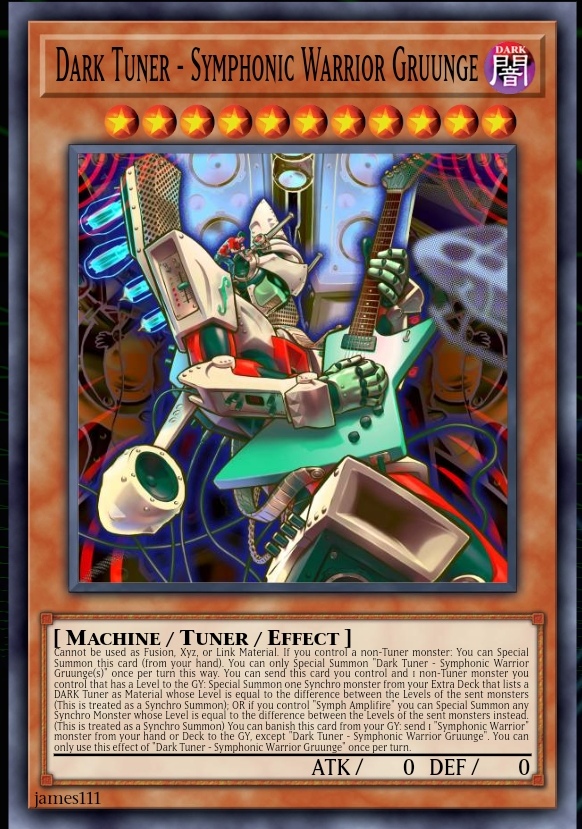 Dark Tuner - Symphonic Warrior Gruunge
DARK
闇
[ Machine / Tuner / Effect ]
Cannot be used as Fusion, Xyz, or Link Material. If you control a non-Tuner monster: You can Special
Summon this card (from your hand). You can only Special Summon "Dark Tuner - Symphonic Warrior
Gruunge(s)" once per turn this way. You can send this card you control and 1 non-Tuner monster you
control that has a Level to the GY: Special Summon one Synchro monster from your Extra Deck that lists a
DARK Tuner as Material whose Level is equal to the difference between the Levels of the sent monsters
(This is treated as a Synchro Summon); OR if you control "Symph Amplifire" you can Special Summon any
Synchro Monster whose Level is equal to the difference between the Levels of the sent monsters instead.
(This is treated as a Synchro Summon) You can banish this card from your GY: send 1 "Symphonic Warrior"
monster from your hand or Deck to the GY, except "Dark Tuner - Symphonic Warrior Gruunge". You can
only use this effect of "Dark Tuner - Symphonic Warrior Gruunge" once per turn.
ATK / 0 DEF / 0
james111